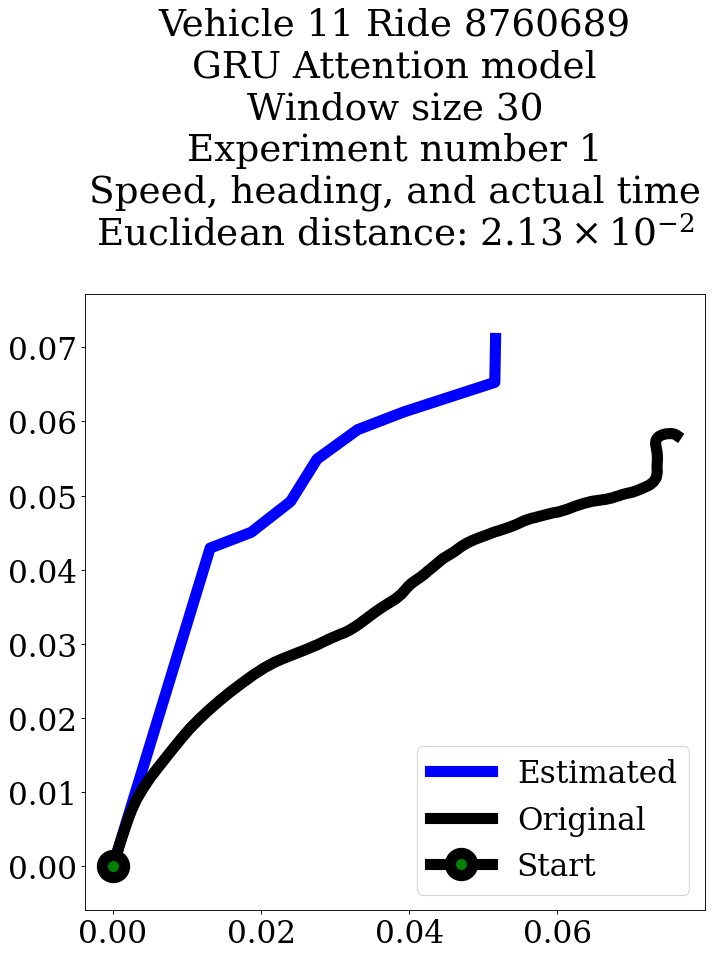 Vehicle 11 Ride 8760689
GRU Attention model
Window size 30
Experiment number 1
Speed, heading, and actual time
Euclidean distance: 2.13 × 10⁻²
0.07
0.06
0.05
0.04
0.03
0.02
0.01
0.00
Estimated
Original
Start
0.00 0.02 0.04 0.06